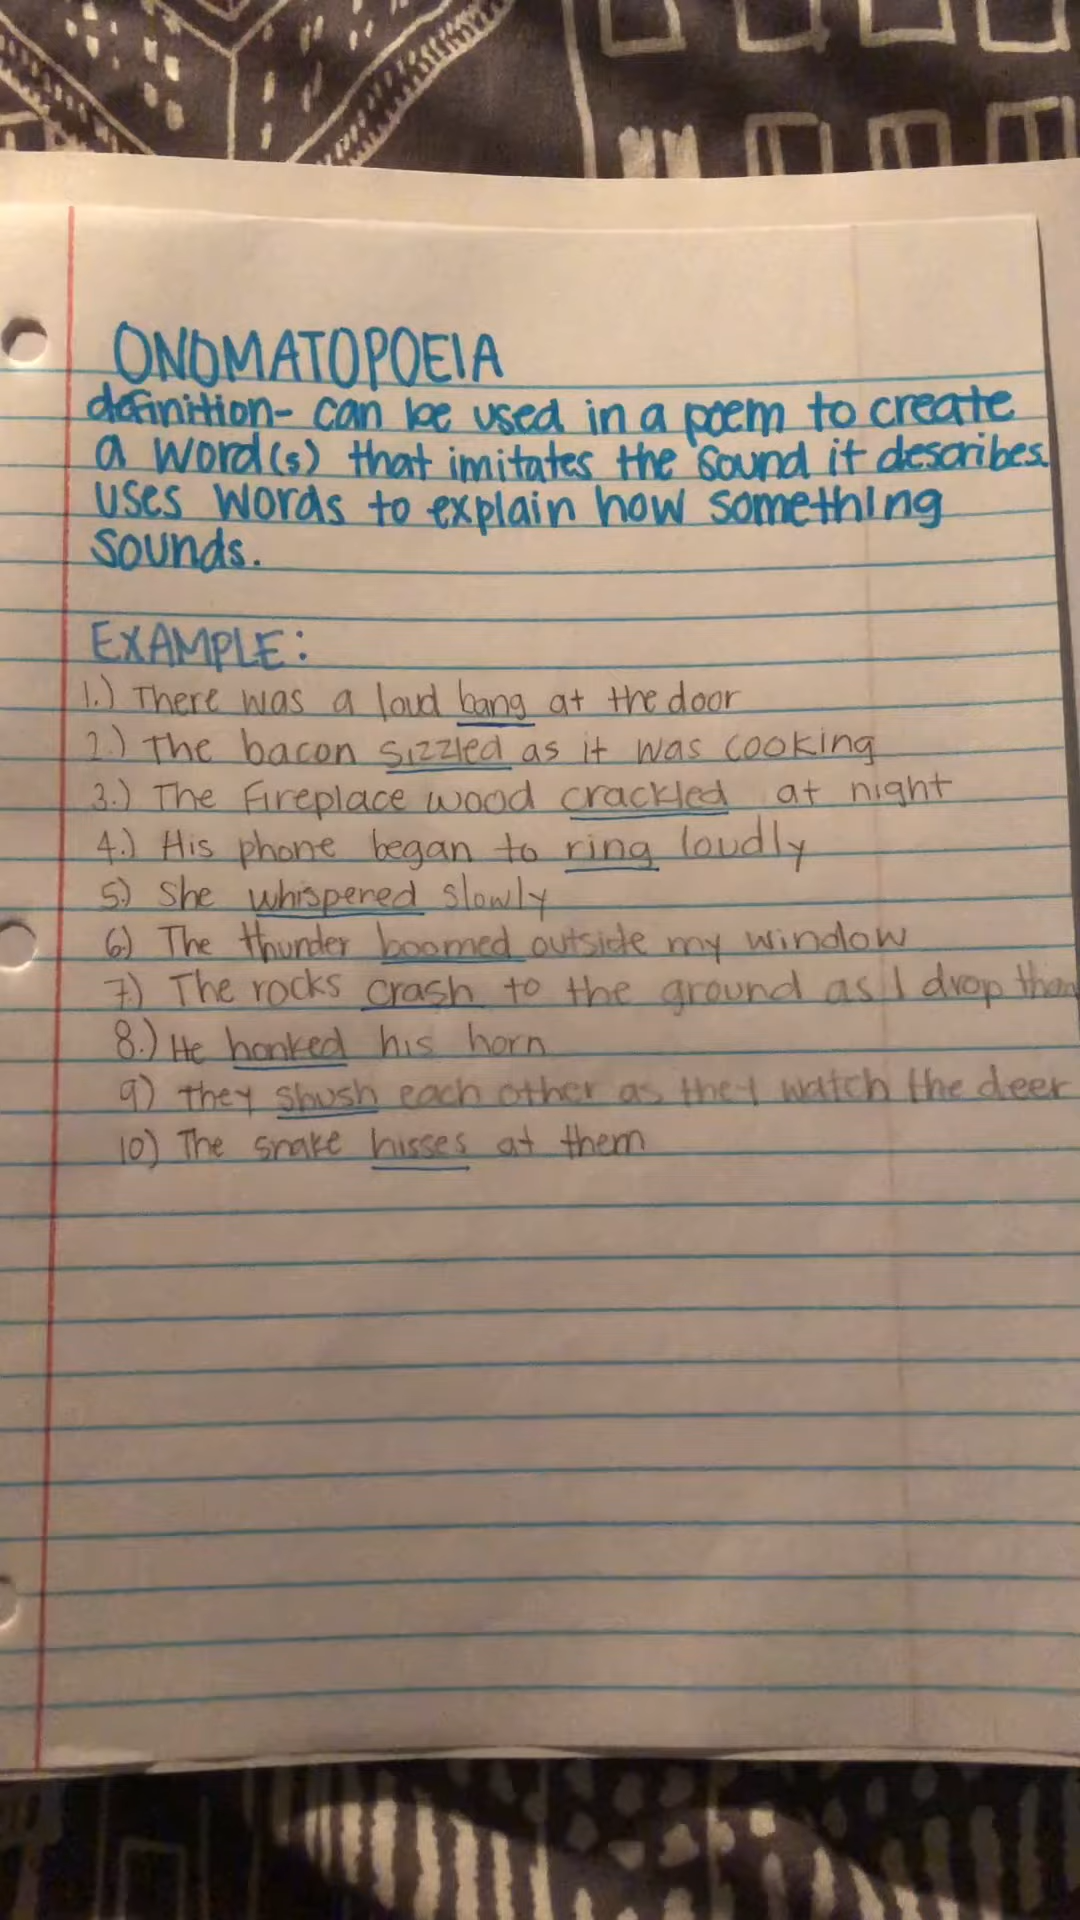 ONOMATOPOEIA
definition- can be used in a poem to create
a word(s) that imitates the sound it describes.
uses words to explain how something
sounds.
EXAMPLE:
1.) There was a loud bang at the door
2.) The bacon sizzled as it was cooking
3.) The fireplace wood crackled at night
4.) His phone began to ring loudly
5.) She whispered slowly
6.) The thunder boomed outside my window
7.) The rocks crash to the ground as I drop them
8.) He honked his horn
9) they shush each other as they watch the deer
10) The snake hisses at them